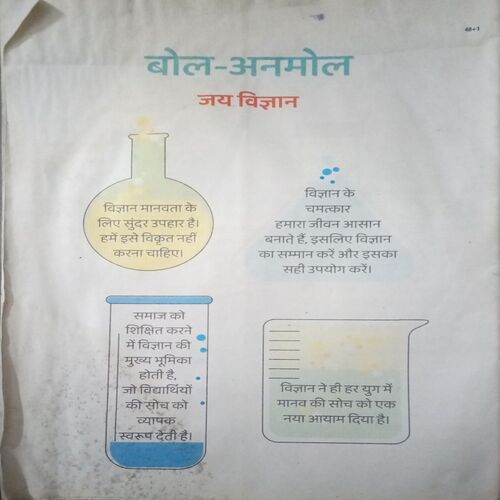 48+3
बोल-अनमोल
जय विज्ञान
विज्ञान मानवता के
लिए सुंदर उपहार है।
हमें इसे विकृत नहीं
करना चाहिए।
विज्ञान के
चमत्कार
हमारा जीवन आसान
बनाते हैं, इसलिए विज्ञान
का सम्मान करें और इसका
सही उपयोग करें।
समाज को
शिक्षित करने
में विज्ञान की
मुख्य भूमिका
होती है,
जो विद्यार्थियों
की सोच को
व्यापक
स्वरूप देती है।
विज्ञान ने ही हर युग में
मानव की सोच को एक
नया आयाम दिया है।